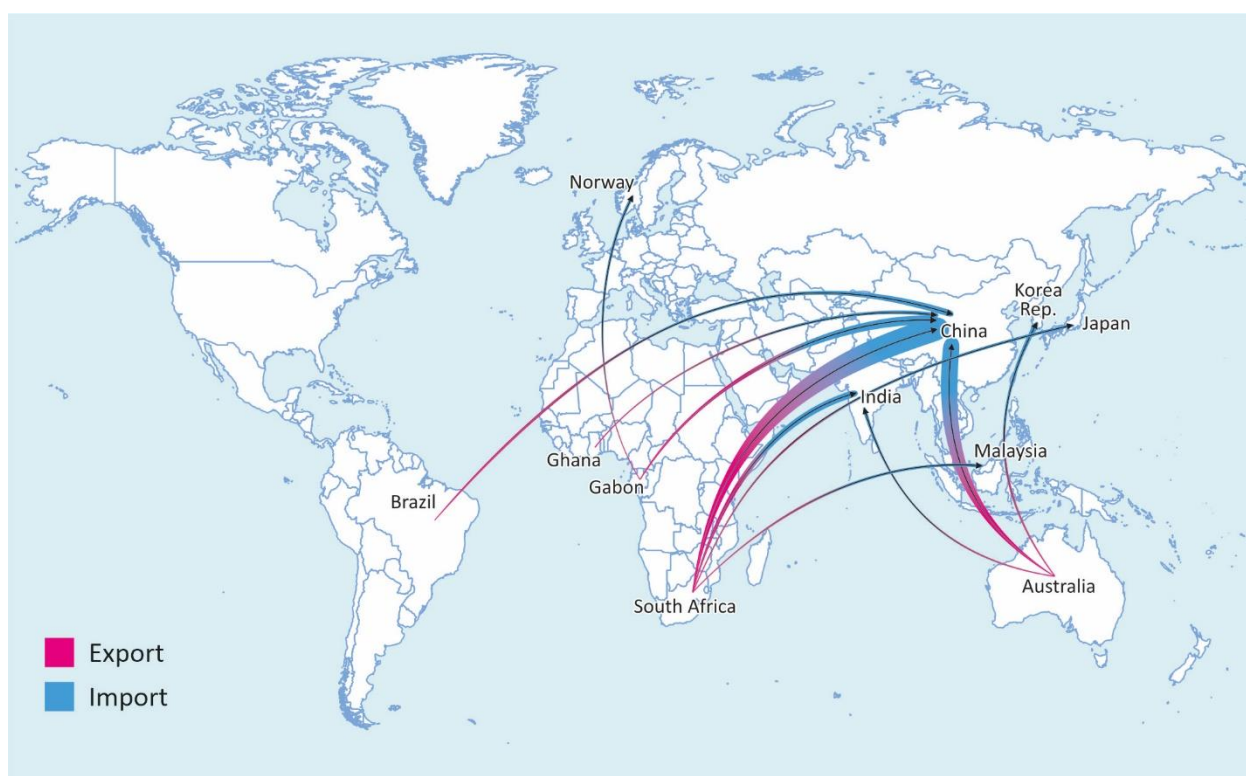 Norway
Korea
Rep.
Japan
China
India
Malaysia
Ghana
Gabon
Brazil
South Africa
Australia
Export
Import